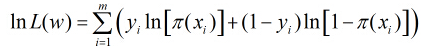 ln L(w) = ∑_{i=1}^{m} (y_i ln[π(x_i)] + (1 − y_i) ln[1 − π(x_i)])